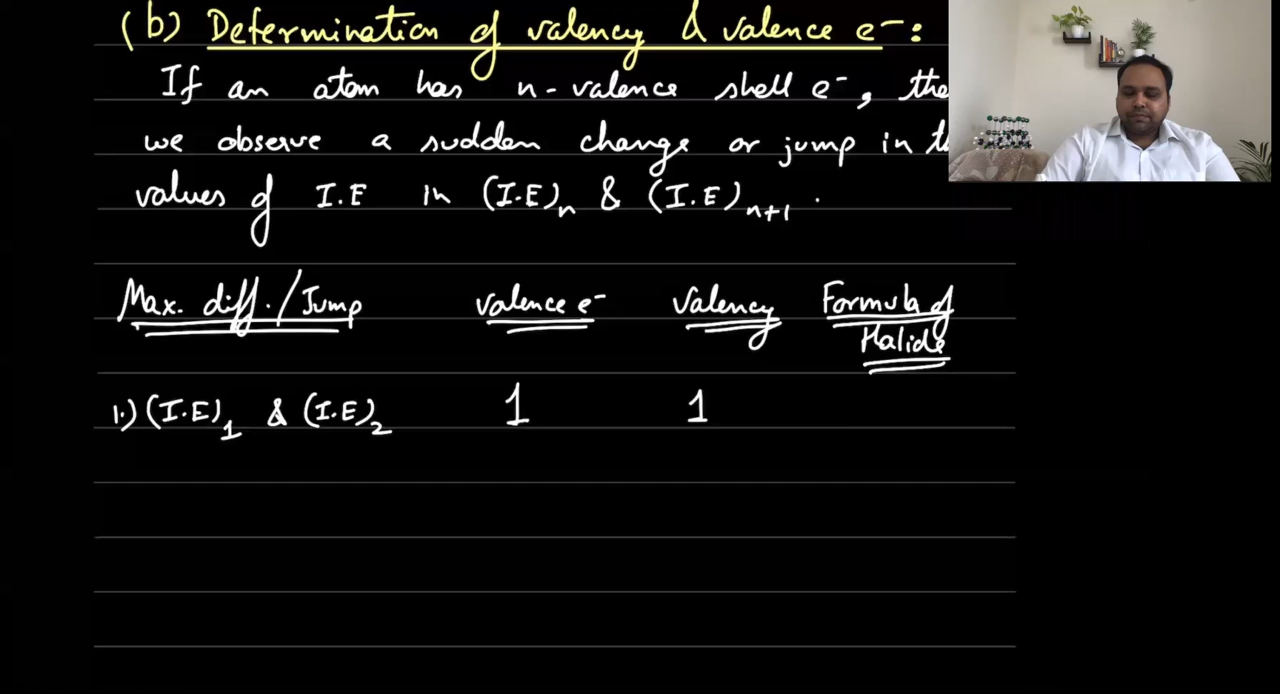 (b) Determination of valency & valence e⁻:
If an atom has n-valence shell e⁻, the
we observe a sudden change or jump in
values of I.E in (I.E)ₙ & (I.E)ₙ₊₁.
Max. diff./Jump valence e⁻ Valency Formula of Halide
1.) (I.E)₁ & (I.E)₂ 1 1